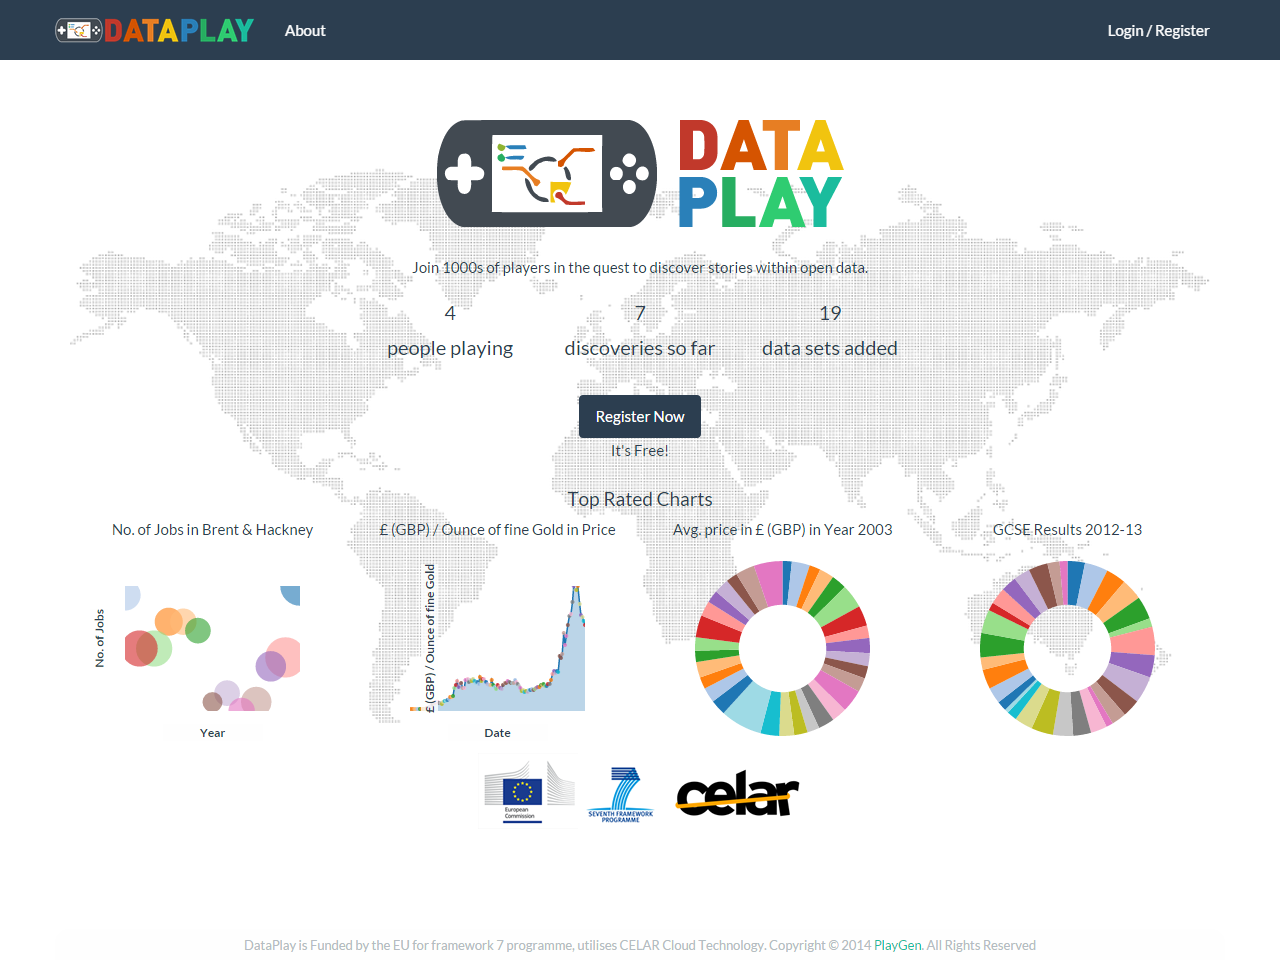 DATAPLAY About Login / Register
DATA
PLAY
Join 1000s of players in the quest to discover stories within open data.
4 7 19
people playing discoveries so far data sets added
Register Now
It's Free!
Top Rated Charts
No. of Jobs in Brent & Hackney £ (GBP) / Ounce of fine Gold in Price Avg. price in £ (GBP) in Year 2003 GCSE Results 2012-13
No. of Jobs
£ (GBP) / Ounce of fine Gold
Year Date
European
Commission
7
SEVENTH FRAMEWORK
PROGRAMME
celar
DataPlay is Funded by the EU for framework 7 programme, utilises CELAR Cloud Technology. Copyright © 2014 PlayGen. All Rights Reserved